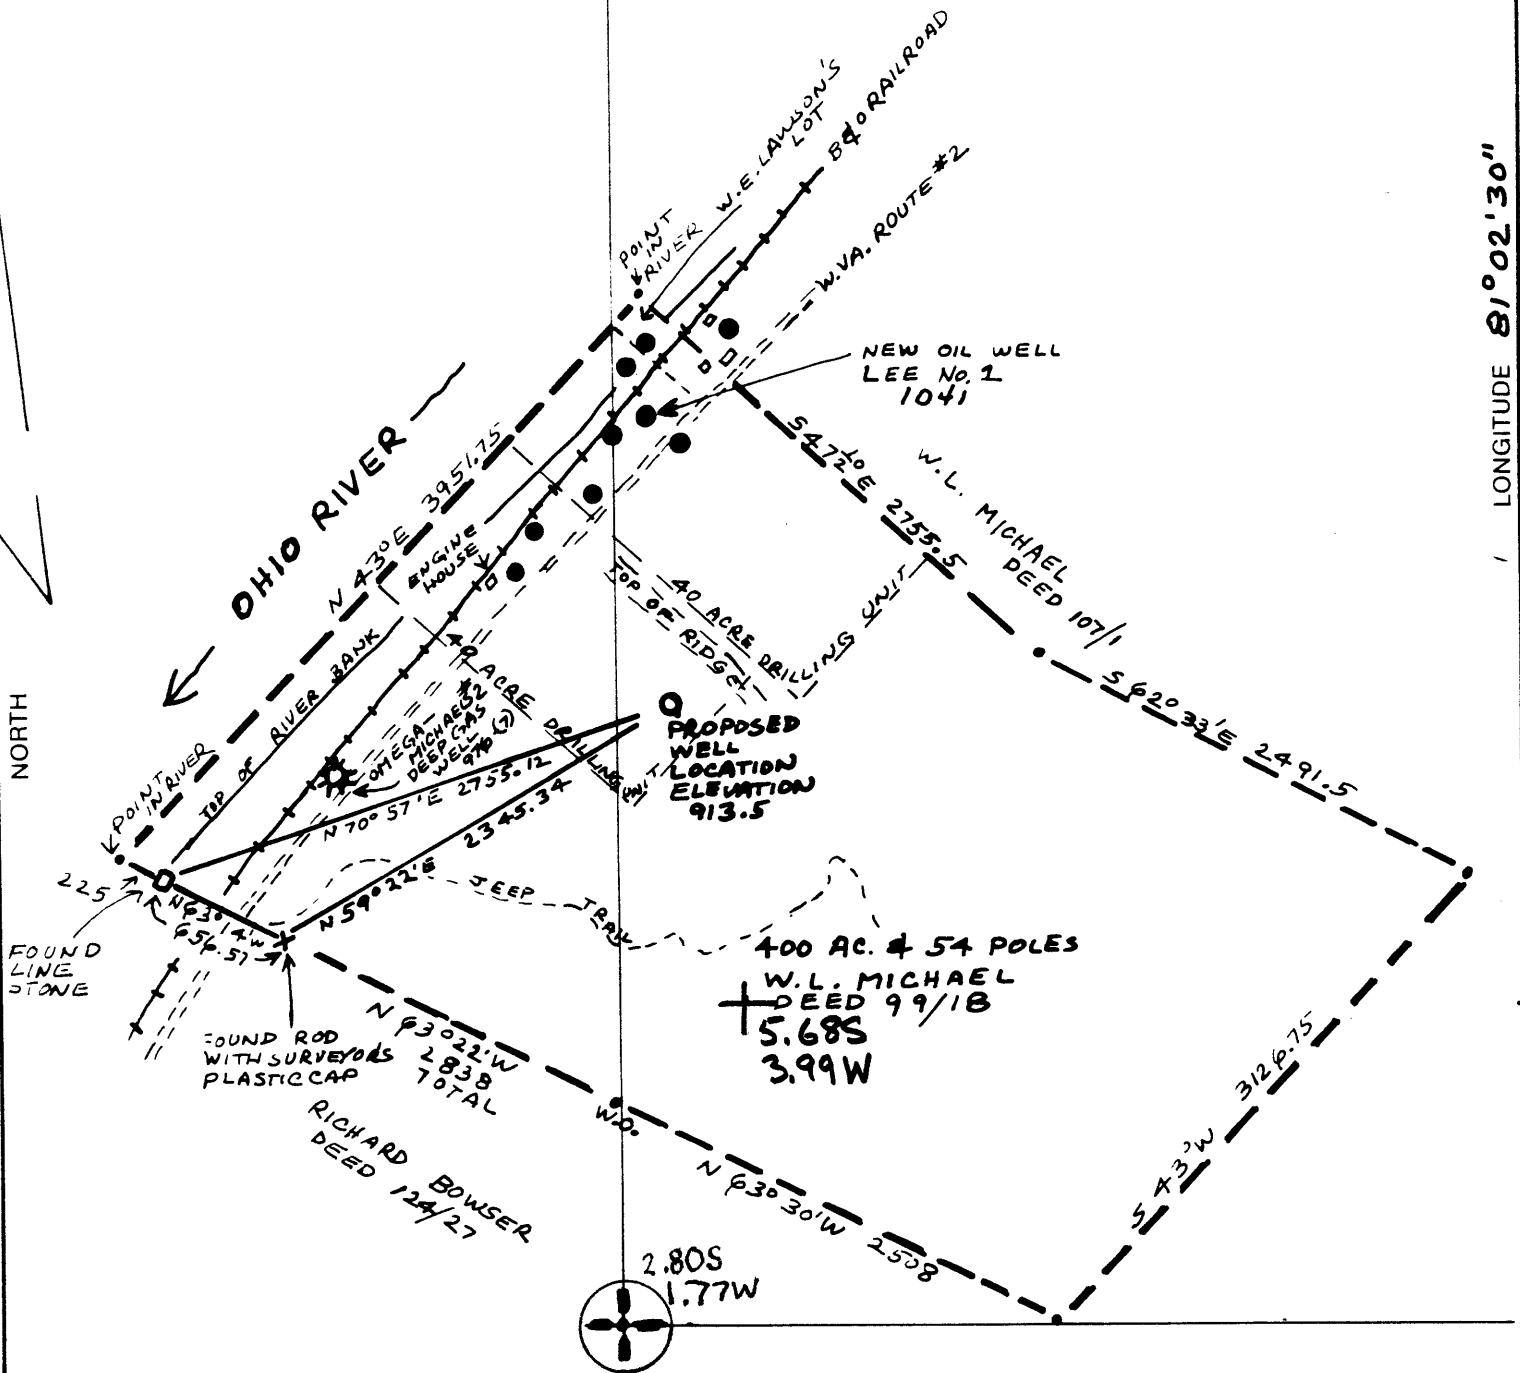 B&O RAILROAD
W.E. LAWSON'S
LOT
W.VA. ROUTE #2
POINT
IN
RIVER
LONGITUDE 81° 02' 30"
NEW OIL WELL
LEE No. 1
1041
OHIO RIVER
N 43° E 3951.75
S 47 1/2° E 2755.5
W.L. MICHAEL
DEED 107/1
ENGINE
HOUSE
40 ACRE DRILLING UNIT
TOP OF RIDGE
S 62° 33' E 2491.5
NORTH
TOP OF RIVER BANK
40 ACRE DRILLING UNIT
OMEGA-
MICHAELS #2
DEEP GAS
WELL
976 (7)
PROPOSED
WELL
LOCATION
ELEVATION
913.5
POINT
IN RIVER
N 70° 57' E 2755.12
N 59° 22' E 2345.34
225
N 63° 14' W
656.57
JEEP TRAIL
FOUND
LINE
STONE
400 AC. & 54 POLES
W.L. MICHAEL
DEED 99/18
5.68S
3.99W
FOUND ROD
WITH SURVEYORS
PLASTIC CAP
N 63° 22' W
2838
TOTAL
W.O.
3126.75
S 43° W
RICHARD BOWSER
DEED 124/27
N 63° 30' W 2508
2.80S
1.77W